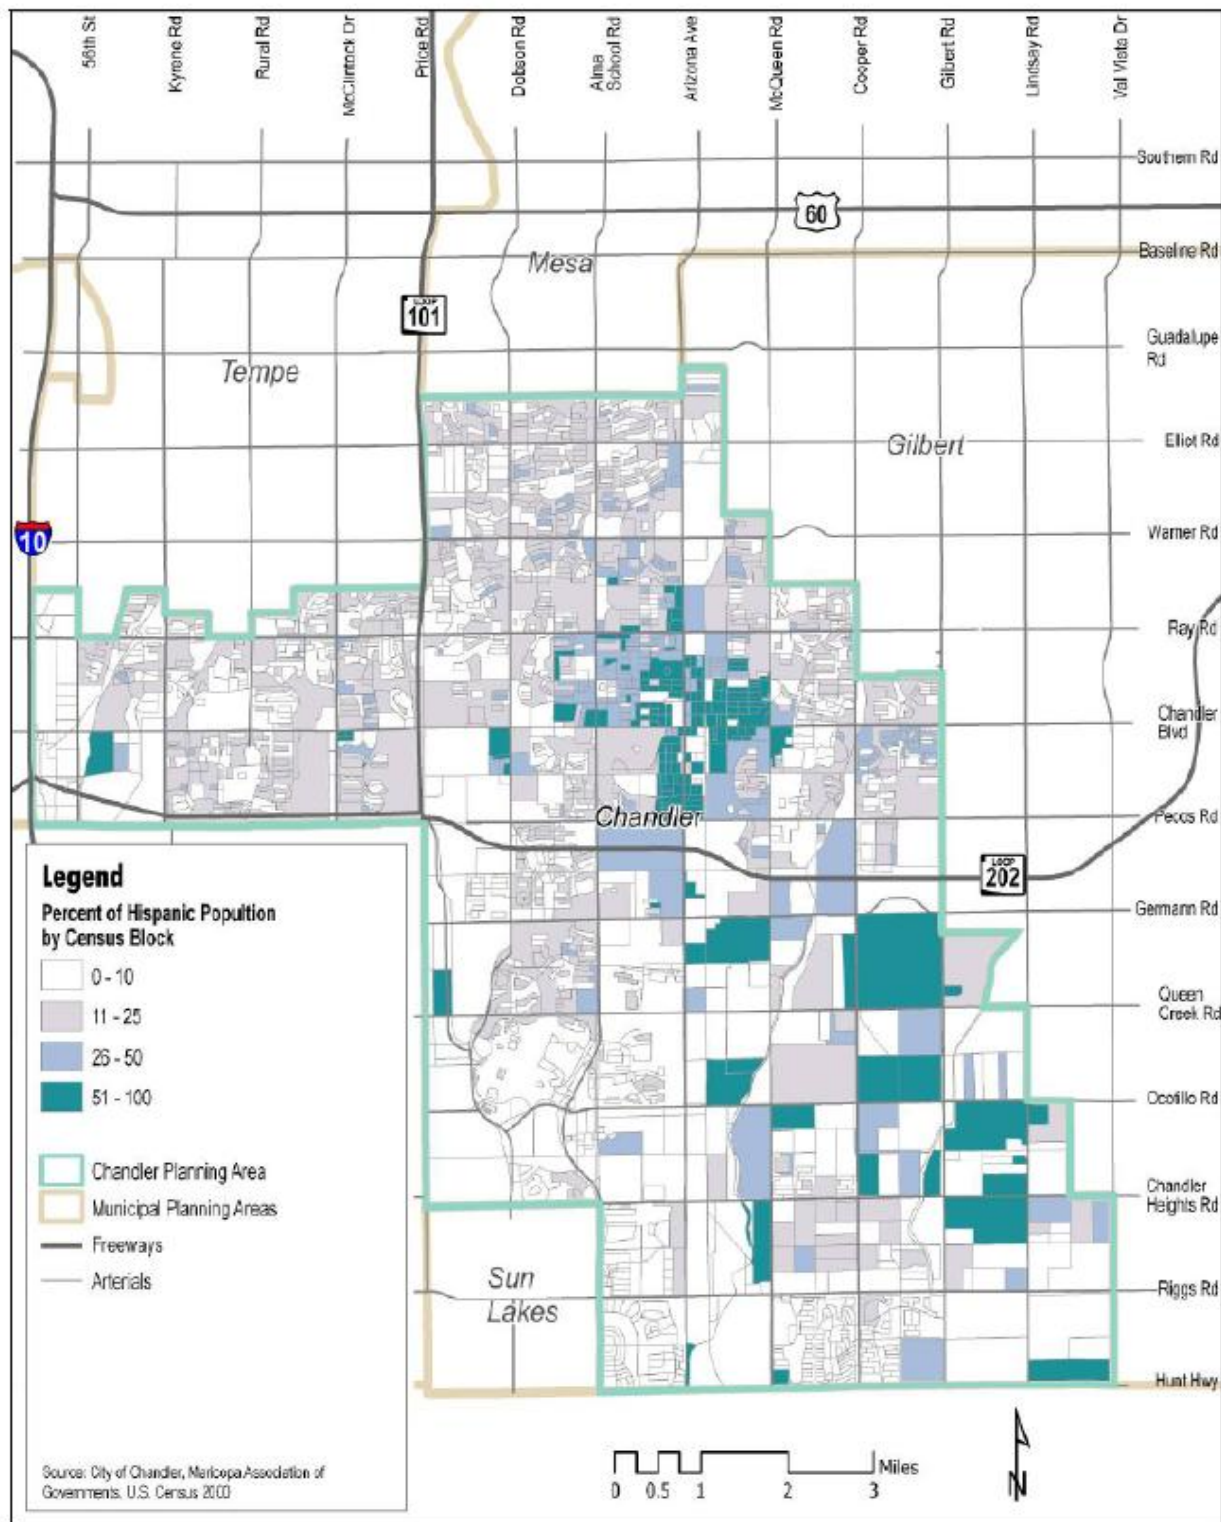 56th St
Kyrene Rd
Rural Rd
McClintock Dr
Price Rd
Dobson Rd
Alma
School Rd
Arizona Ave
McQueen Rd
Cooper Rd
Gilbert Rd
Lindsay Rd
Val Vista Dr
Southern Rd
60
Baseline Rd
Mesa
LOOP
101
Guadalupe
Rd
Tempe
Elliot Rd
Gilbert
Warner Rd
10
Ray Rd
Chandler
Blvd
Chandler
Pecos Rd
LOOP
202
Germann Rd
Queen
Creek Rd
Ocotillo Rd
Chandler
Heights Rd
Sun
Lakes
Riggs Rd
Hunt Hwy
Legend
Percent of Hispanic Popultion
by Census Block
0 - 10
11 - 25
26 - 50
51 - 100
Chandler Planning Area
Municipal Planning Areas
Freeways
Arterials
Source: City of Chandler, Maricopa Association of
Governments, U.S. Census 2000
Miles
0 0.5 1 2 3
N